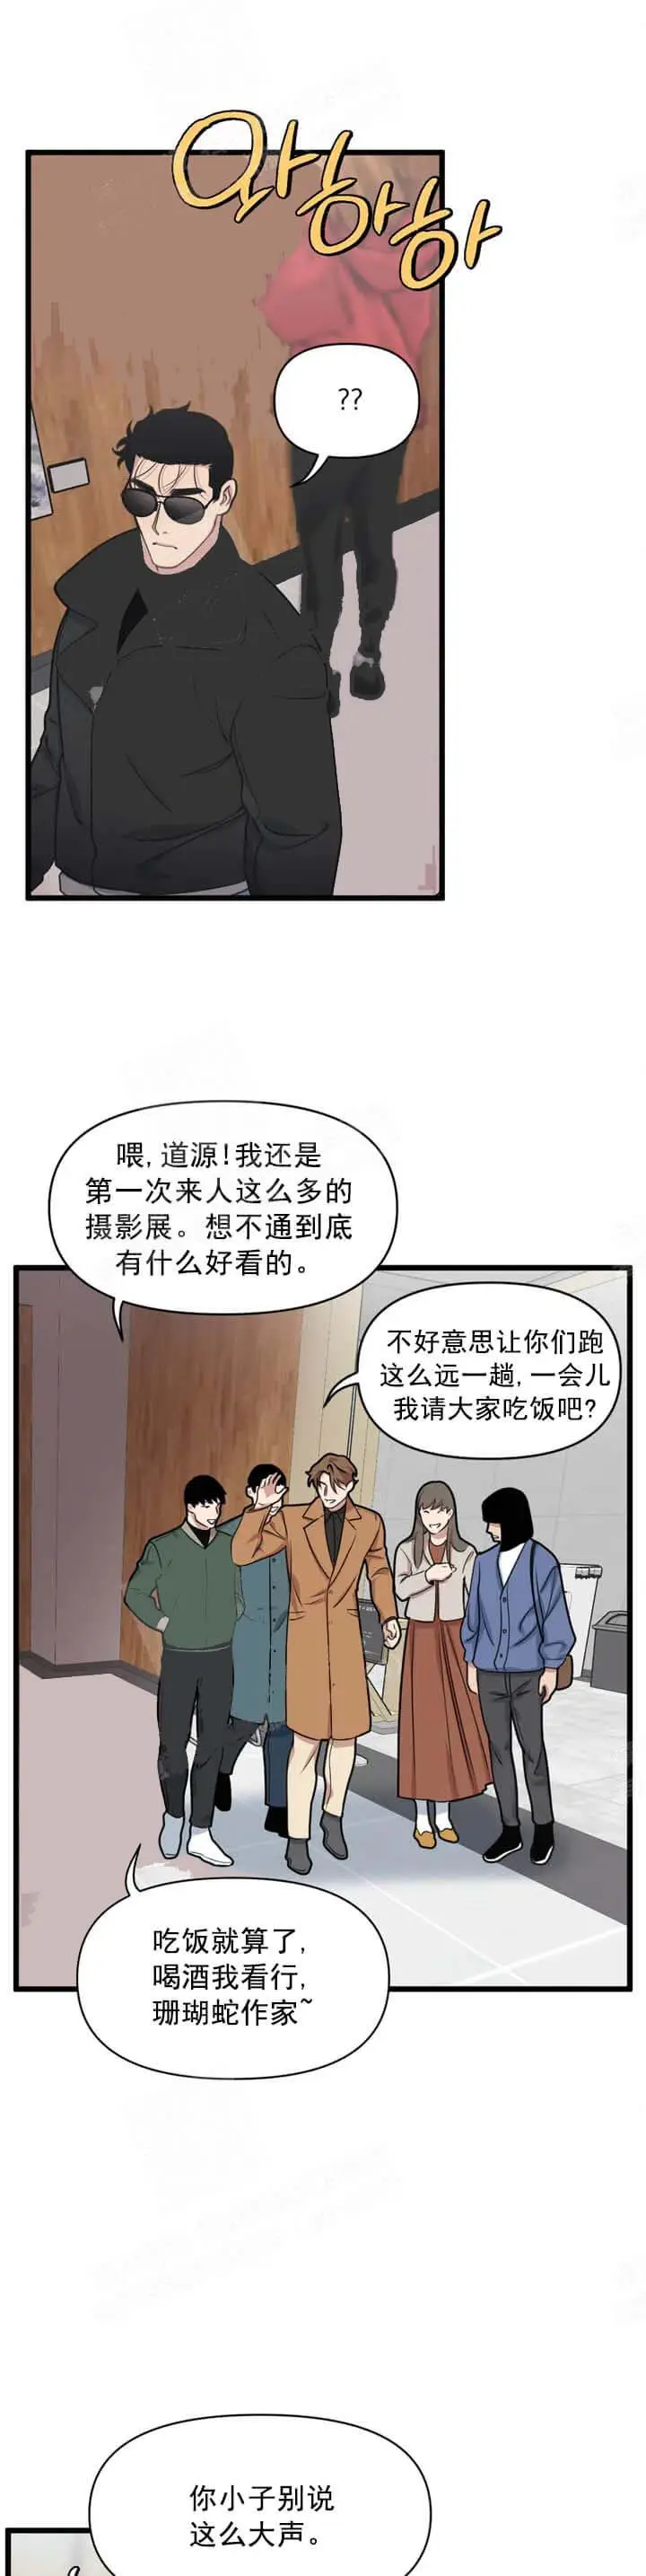 와하하하
??
喂,道源!我还是
第一次来人这么多的
摄影展。想不通到底
有什么好看的。
不好意思让你们跑
这么远一趟,一会儿
我请大家吃饭吧?
吃饭就算了,
喝酒我看行,
珊瑚蛇作家~
你小子别说
这么大声。